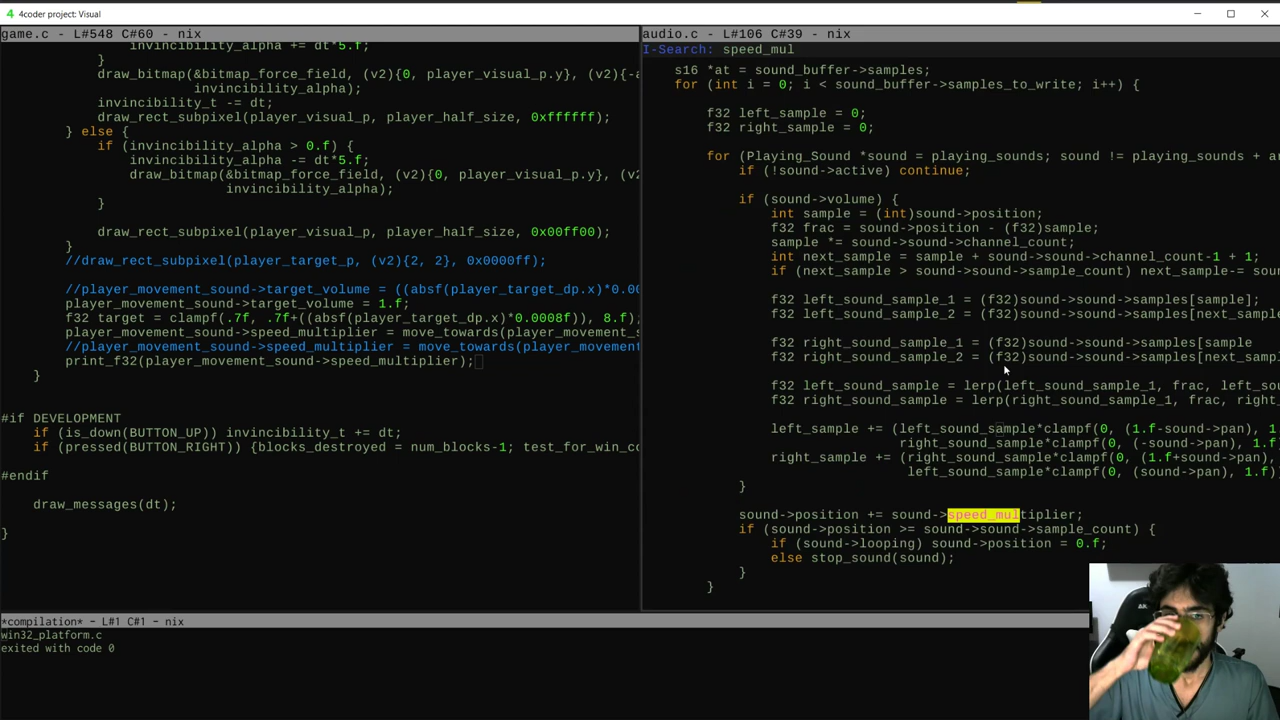 4coder project: Visual
game.c - L#548 C#60 - nix
invincibility_alpha += dt*5.f;
}
draw_bitmap(&bitmap_force_field, (v2){0, player_visual_p.y}, (v2){-a
invincibility_alpha);
invincibility_t -= dt;
draw_rect_subpixel(player_visual_p, player_half_size, 0xffffff);
} else {
if (invincibility_alpha > 0.f) {
invincibility_alpha -= dt*5.f;
draw_bitmap(&bitmap_force_field, (v2){0, player_visual_p.y}, (v2
invincibility_alpha);
}
draw_rect_subpixel(player_visual_p, player_half_size, 0x00ff00);
}
//draw_rect_subpixel(player_target_p, (v2){2, 2}, 0x0000ff);
//player_movement_sound->target_volume = ((absf(player_target_dp.x)*0.00
player_movement_sound->target_volume = 1.f;
f32 target = clampf(.7f, .7f+((absf(player_target_dp.x)*0.0008f)), 8.f);
player_movement_sound->speed_multiplier = move_towards(player_movement_s
//player_movement_sound->speed_multiplier = move_towards(player_movement
print_f32(player_movement_sound->speed_multiplier);
}
#if DEVELOPMENT
if (is_down(BUTTON_UP)) invincibility_t += dt;
if (pressed(BUTTON_RIGHT)) {blocks_destroyed = num_blocks-1; test_for_win_co
#endif
draw_messages(dt);
}
audio.c - L#106 C#39 - nix
I-Search: speed_mul
s16 *at = sound_buffer->samples;
for (int i = 0; i < sound_buffer->samples_to_write; i++) {
f32 left_sample = 0;
f32 right_sample = 0;
for (Playing_Sound *sound = playing_sounds; sound != playing_sounds + ar
if (!sound->active) continue;
if (sound->volume) {
int sample = (int)sound->position;
f32 frac = sound->position - (f32)sample;
sample *= sound->sound->channel_count;
int next_sample = sample + sound->sound->channel_count-1 + 1;
if (next_sample > sound->sound->sample_count) next_sample-= soun
f32 left_sound_sample_1 = (f32)sound->sound->samples[sample];
f32 left_sound_sample_2 = (f32)sound->sound->samples[next_sample
f32 right_sound_sample_1 = (f32)sound->sound->samples[sample
f32 right_sound_sample_2 = (f32)sound->sound->samples[next_samp
f32 left_sound_sample = lerp(left_sound_sample_1, frac, left_sou
f32 right_sound_sample = lerp(right_sound_sample_1, frac, right_
left_sample += (left_sound_sample*clampf(0, (1.f-sound->pan), 1.
right_sound_sample*clampf(0, (-sound->pan), 1.f
right_sample += (right_sound_sample*clampf(0, (1.f+sound->pan),
left_sound_sample*clampf(0, (sound->pan), 1.f)
}
sound->position += sound->speed_multiplier;
if (sound->position >= sound->sound->sample_count) {
if (sound->looping) sound->position = 0.f;
else stop_sound(sound);
}
}
*compilation* - L#1 C#1 - nix
win32_platform.c
exited with code 0